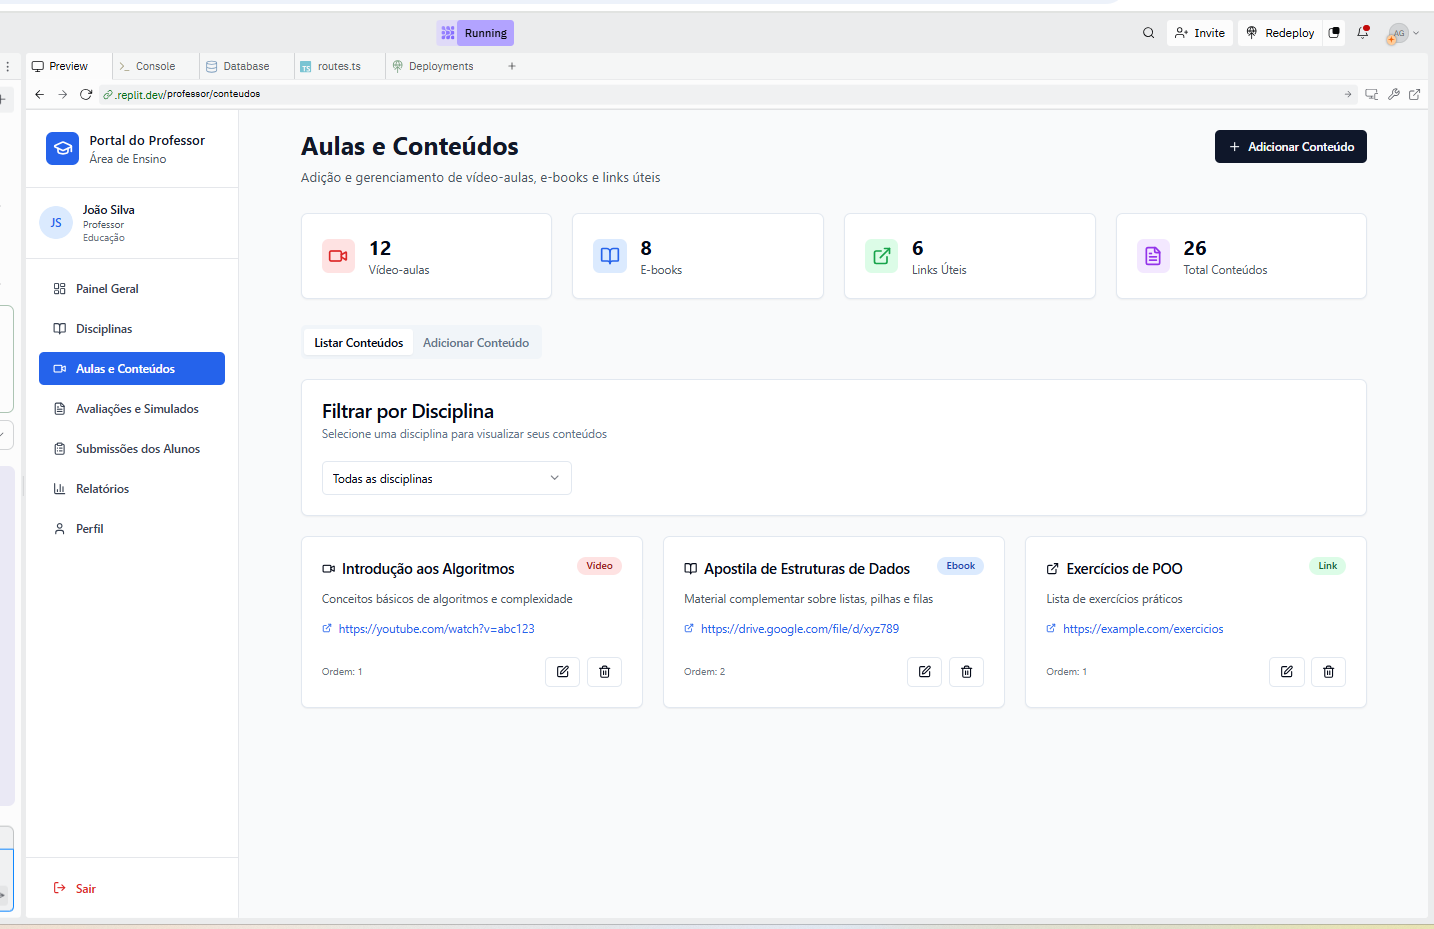 Running
Invite
Redeploy
AG
Preview
Console
Database
TS routes.ts
Deployments
.replit.dev/professor/conteudos
Portal do Professor
Área de Ensino
JS
João Silva
Professor
Educação
Painel Geral
Disciplinas
Aulas e Conteúdos
Avaliações e Simulados
Submissões dos Alunos
Relatórios
Perfil
Sair
Aulas e Conteúdos
Adição e gerenciamento de vídeo-aulas, e-books e links úteis
Adicionar Conteúdo
12
Vídeo-aulas
8
E-books
6
Links Úteis
26
Total Conteúdos
Listar Conteúdos
Adicionar Conteúdo
Filtrar por Disciplina
Selecione uma disciplina para visualizar seus conteúdos
Todas as disciplinas
Introdução aos Algoritmos
Video
Conceitos básicos de algoritmos e complexidade
https://youtube.com/watch?v=abc123
Ordem: 1
Apostila de Estruturas de Dados
Ebook
Material complementar sobre listas, pilhas e filas
https://drive.google.com/file/d/xyz789
Ordem: 2
Exercícios de POO
Link
Lista de exercícios práticos
https://example.com/exercicios
Ordem: 1